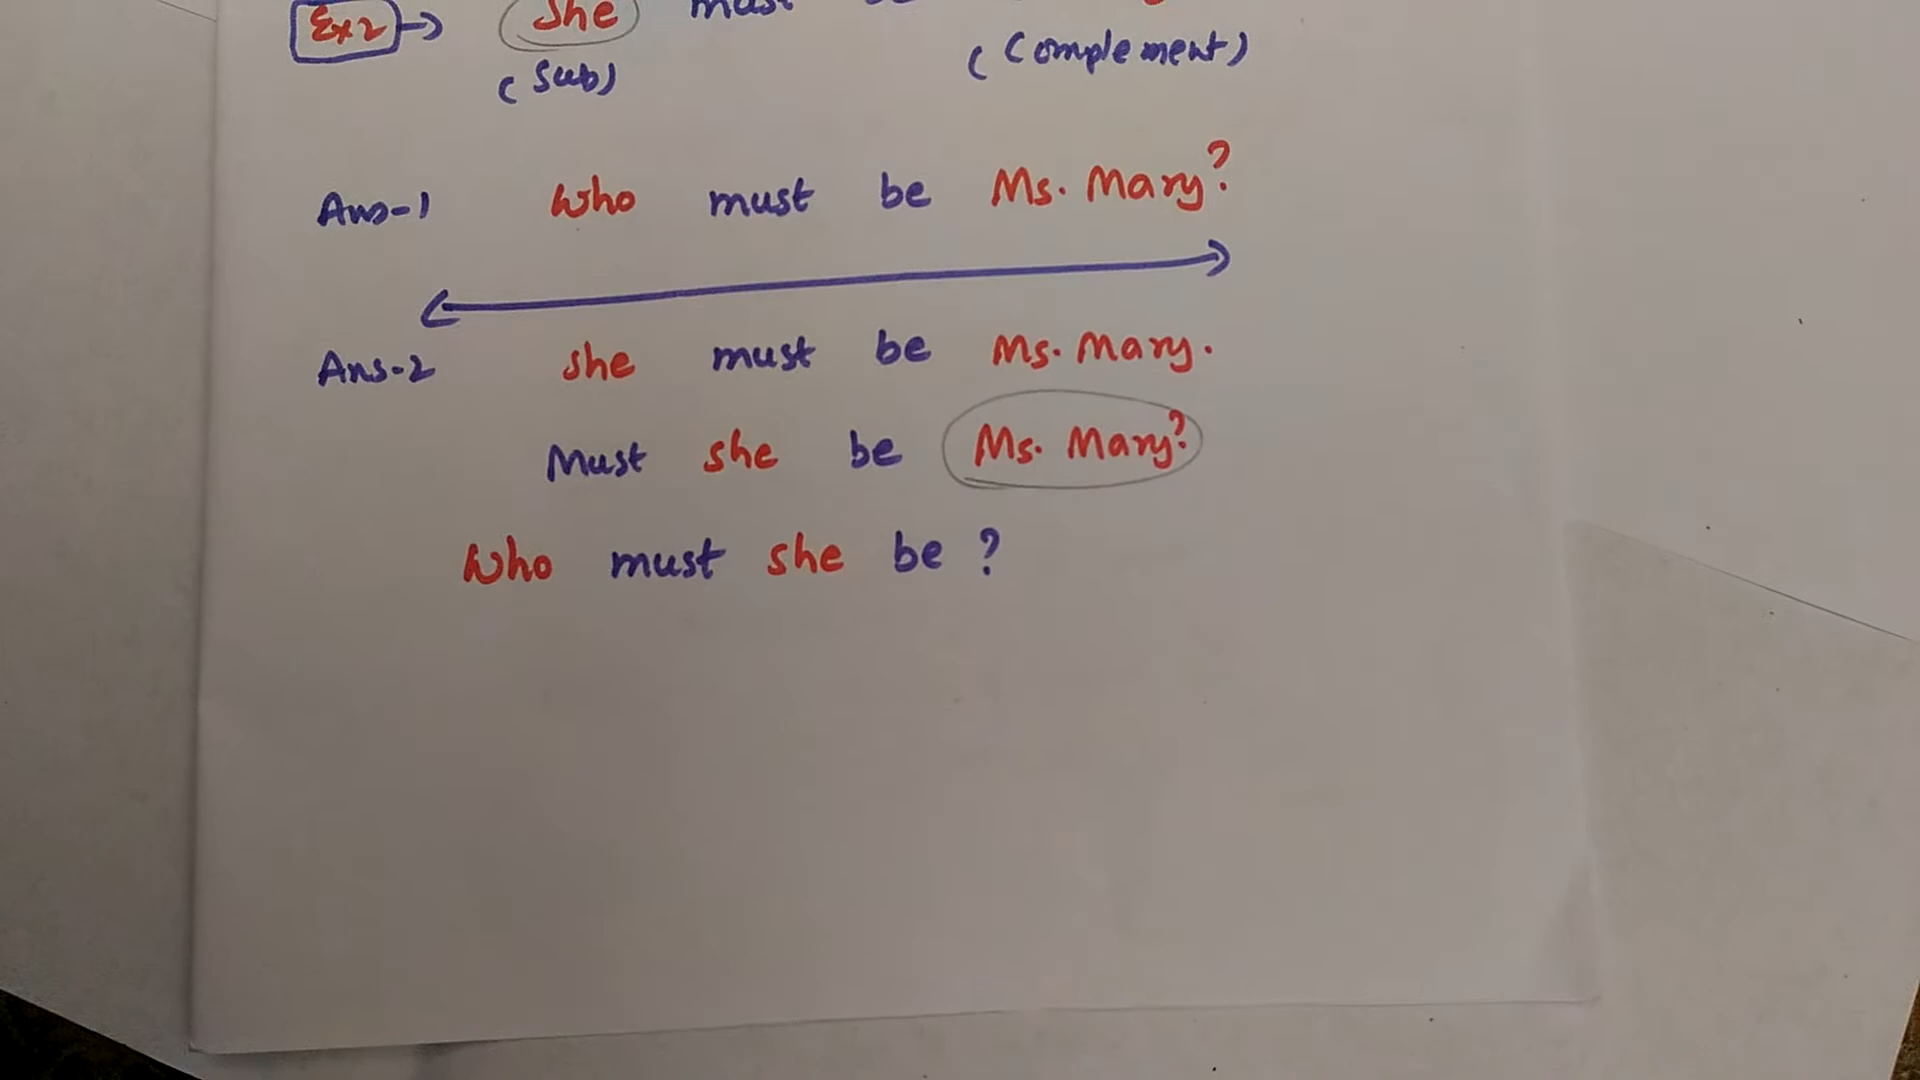 Ex2 → She must
(Sub) (Complement)
Ans-1 Who must be Ms. Mary?
Ans-2 She must be Ms. Mary.
Must she be Ms. Mary?
Who must she be ?